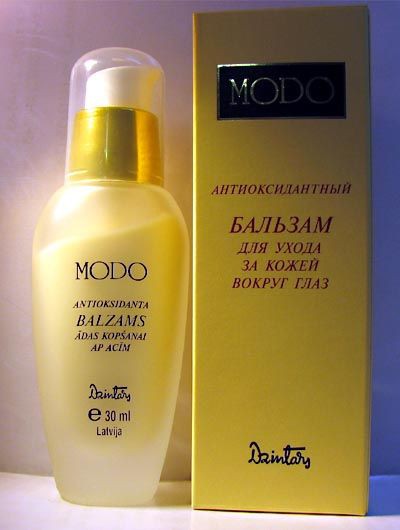 MODO
ANTIOKSIDANTA
BALZAMS
ĀDAS KOPŠANAI
AP ACĪM
Dzintars
℮ 30 ml
Latvija
MODO
АНТИОКСИДАНТНЫЙ
БАЛЬЗАМ
ДЛЯ УХОДА
ЗА КОЖЕЙ
ВОКРУГ ГЛАЗ
Dzintars